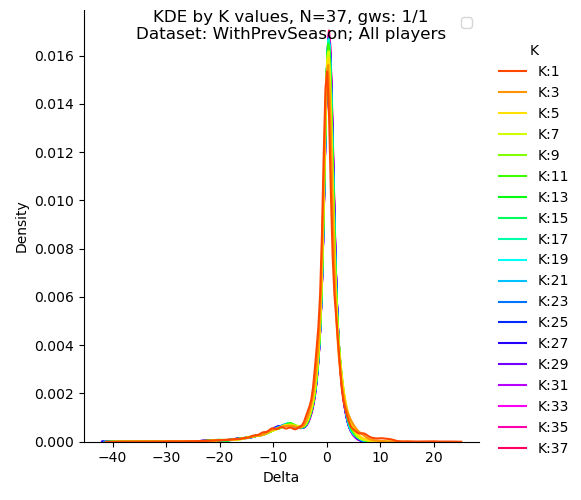 KDE by K values, N=37, gws: 1/1
Dataset: WithPrevSeason; All players
K
K:1
K:3
K:5
K:7
K:9
K:11
K:13
K:15
K:17
K:19
K:21
K:23
K:25
K:27
K:29
K:31
K:33
K:35
K:37
Density
0.016
0.014
0.012
0.010
0.008
0.006
0.004
0.002
0.000
−40
−30
−20
−10
0
10
20
Delta